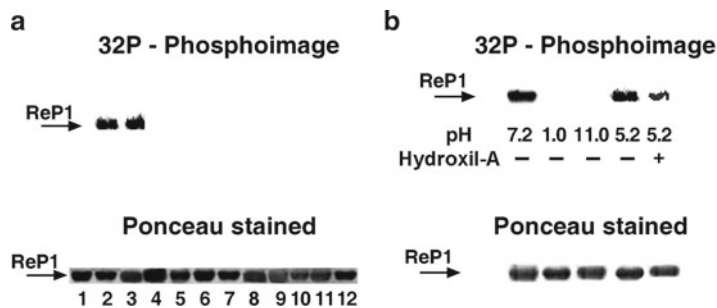 a
32P - Phosphoimage
ReP1
Ponceau stained
ReP1
1 2 3 4 5 6 7 8 9 10 11 12
b
32P - Phosphoimage
ReP1
pH 7.2 1.0 11.0 5.2 5.2
Hydroxil-A – – – – +
Ponceau stained
ReP1